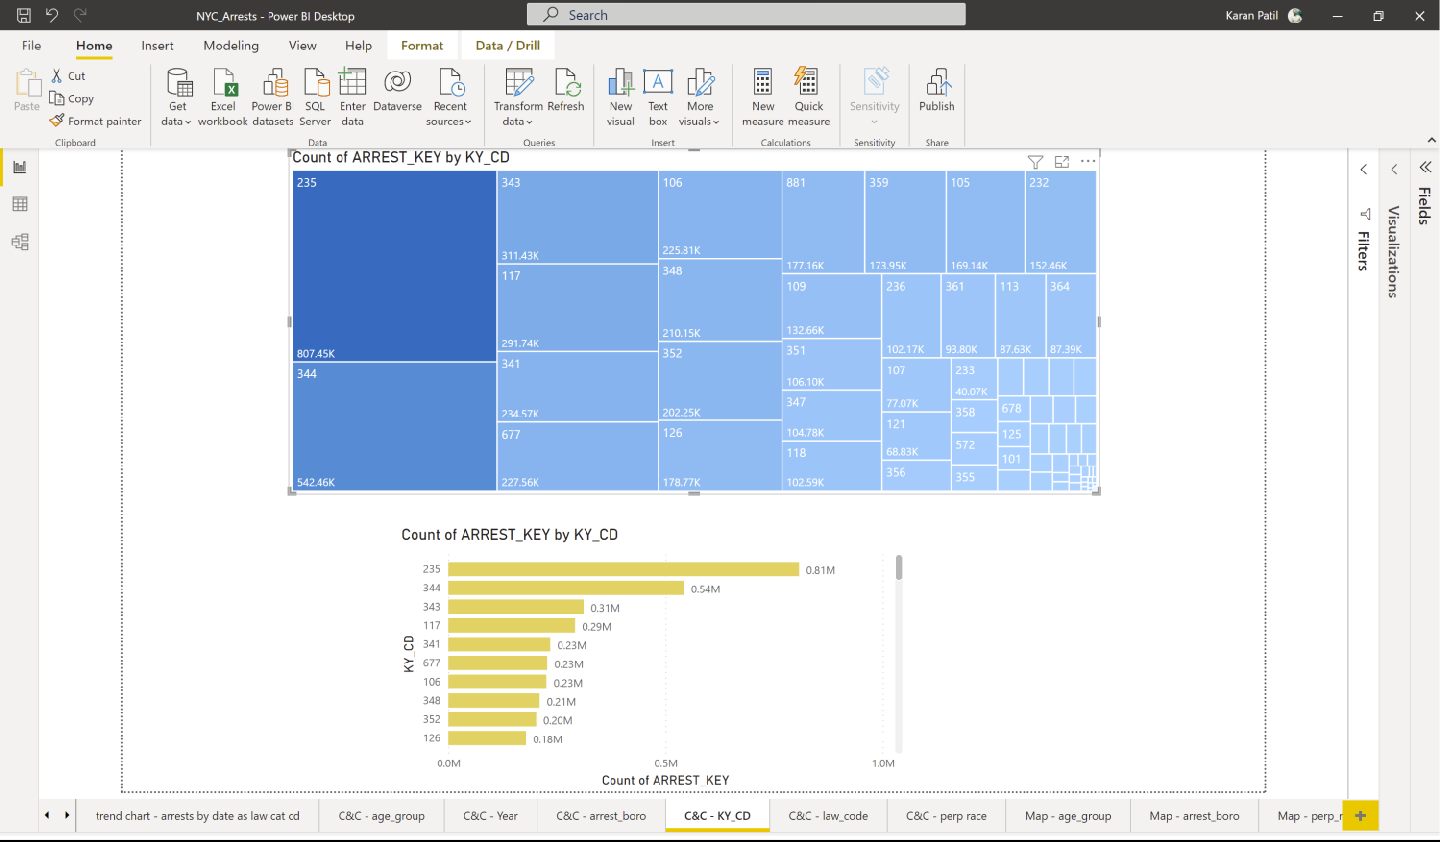 NYC_Arrests - Power BI Desktop
Search
Karan Patil
File Home Insert Modeling View Help Format Data / Drill
Paste
Cut
Copy
Format painter
Clipboard
Get data
Excel workbook
Power B datasets
SQL Server
Enter data
Dataverse
Recent sources
Data
Transform data
Refresh
Queries
New visual
Text box
More visuals
Insert
New measure
Quick measure
Calculations
Sensitivity
Sensitivity
Publish
Share
Count of ARREST_KEY by KY_CD
235
807.45K
344
542.46K
343
311.43K
117
291.74K
341
234.57K
677
227.56K
106
225.81K
348
210.15K
352
202.25K
126
178.77K
881
177.16K
359
173.95K
105
169.14K
232
152.46K
109
132.66K
351
106.10K
347
104.78K
118
102.59K
236
102.17K
361
93.80K
113
87.63K
364
87.39K
107
77.07K
121
68.83K
356
233
40.07K
358
572
355
678
125
101
Filters
Visualizations
Fields
Count of ARREST_KEY by KY_CD
KY_CD
235 0.81M
344 0.54M
343 0.31M
117 0.29M
341 0.23M
677 0.23M
106 0.23M
348 0.21M
352 0.20M
126 0.18M
0.0M 0.5M 1.0M
Count of ARREST_KEY
trend chart - arrests by date as law cat cd
C&C - age_group
C&C - Year
C&C - arrest_boro
C&C - KY_CD
C&C - law_code
C&C - perp race
Map - age_group
Map - arrest_boro
Map - perp_r